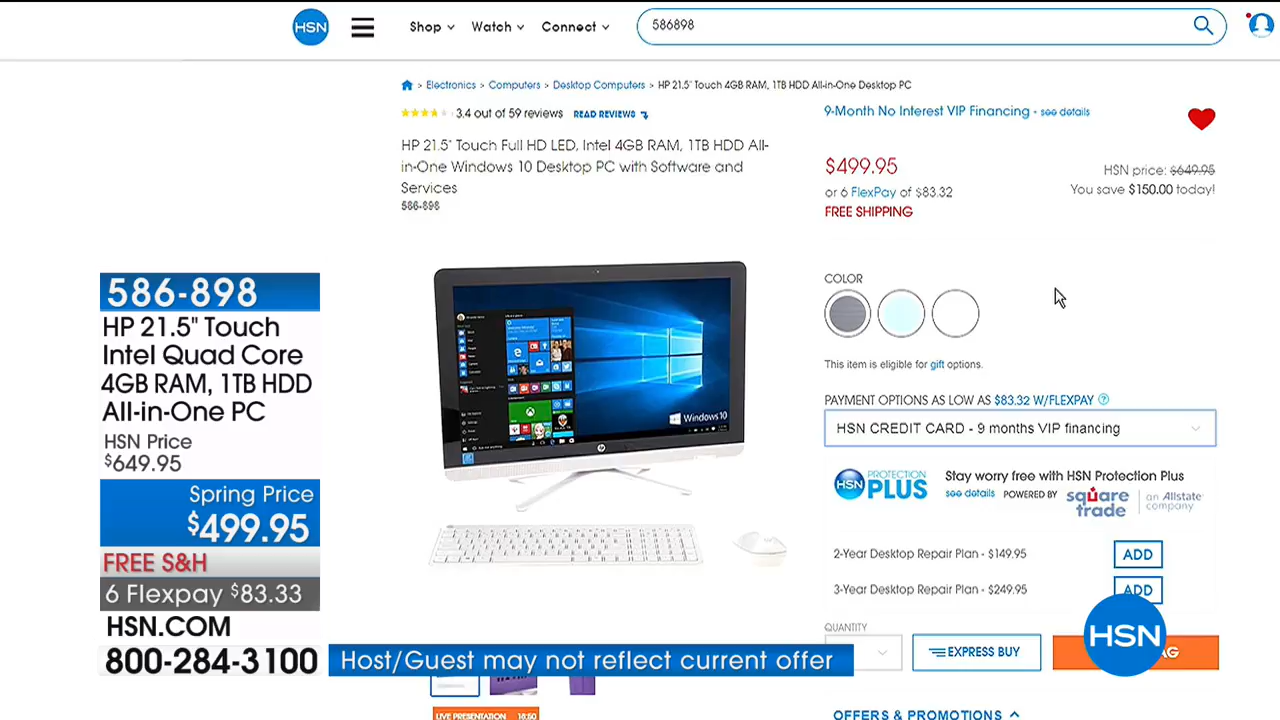 HSN
Shop
Watch
Connect
586898
Electronics > Computers > Desktop Computers > HP 21.5" Touch 4GB RAM, 1TB HDD All-in-One Desktop PC
3.4 out of 59 reviews READ REVIEWS
9-Month No Interest VIP Financing - see details
HP 21.5" Touch Full HD LED, Intel 4GB RAM, 1TB HDD All-
in-One Windows 10 Desktop PC with Software and
Services
586-898
$499.95
HSN price: $649.95
or 6 FlexPay of $83.32
You save $150.00 today!
FREE SHIPPING
COLOR
This item is eligible for gift options.
PAYMENT OPTIONS AS LOW AS $83.32 W/FLEXPAY ?
HSN CREDIT CARD - 9 months VIP financing
HSN PROTECTION PLUS
Stay worry free with HSN Protection Plus
see details POWERED BY square trade | an Allstate company
2-Year Desktop Repair Plan - $149.95 ADD
3-Year Desktop Repair Plan - $249.95 ADD
QUANTITY
EXPRESS BUY
HSN
AG
OFFERS & PROMOTIONS
Windows 10
hp
586-898
HP 21.5" Touch
Intel Quad Core
4GB RAM, 1TB HDD
All-in-One PC
HSN Price
$649.95
Spring Price
$499.95
FREE S&H
6 Flexpay $83.33
HSN.COM
800-284-3100
Host/Guest may not reflect current offer
LIVE PRESENTATION